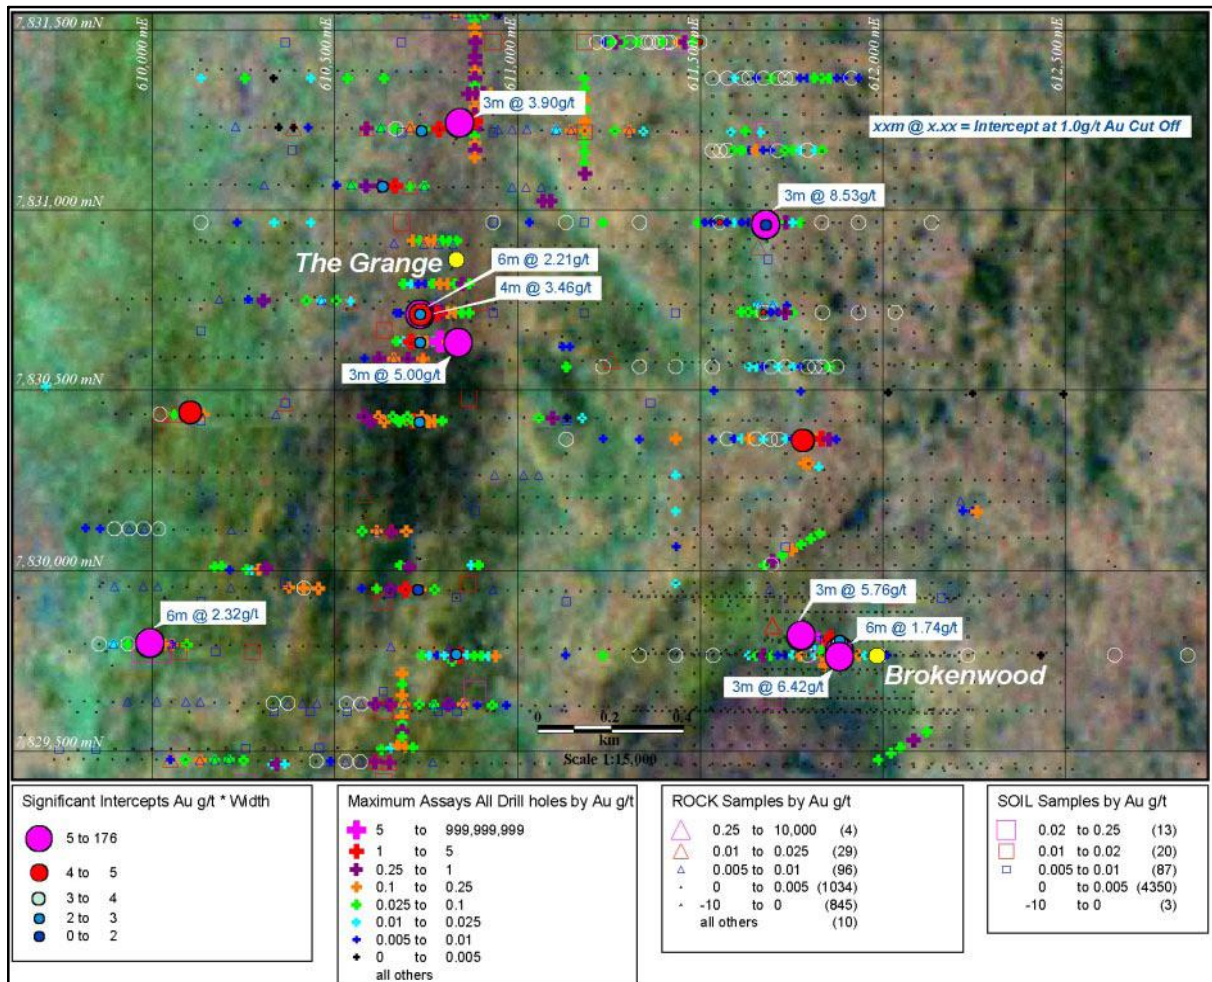 7,831,500 mN
610,000 mE
610,500 mE
611,000 mE
611,500 mE
612,000 mE
612,500 mE
3m @ 3.90g/t
xxm @ x.xx = Intercept at 1.0g/t Au Cut Off
3m @ 8.53g/t
7,831,000 mN
The Grange
6m @ 2.21g/t
4m @ 3.46g/t
3m @ 5.00g/t
7,830,500 mN
7,830,000 mN
3m @ 5.76g/t
6m @ 2.32g/t
6m @ 1.74g/t
Brokenwood
3m @ 6.42g/t
0 0.2 0.4
km
Scale 1:15,000
7,829,500 mN
Significant Intercepts Au g/t * Width
5 to 176
4 to 5
3 to 4
2 to 3
0 to 2
Maximum Assays All Drill holes by Au g/t
5 to 999,999,999
1 to 5
0.25 to 1
0.1 to 0.25
0.025 to 0.1
0.01 to 0.025
0.005 to 0.01
0 to 0.005
all others
ROCK Samples by Au g/t
0.25 to 10,000 (4)
0.01 to 0.025 (29)
0.005 to 0.01 (96)
0 to 0.005 (1034)
-10 to 0 (845)
all others (10)
SOIL Samples by Au g/t
0.02 to 0.25 (13)
0.01 to 0.02 (20)
0.005 to 0.01 (87)
0 to 0.005 (4350)
-10 to 0 (3)